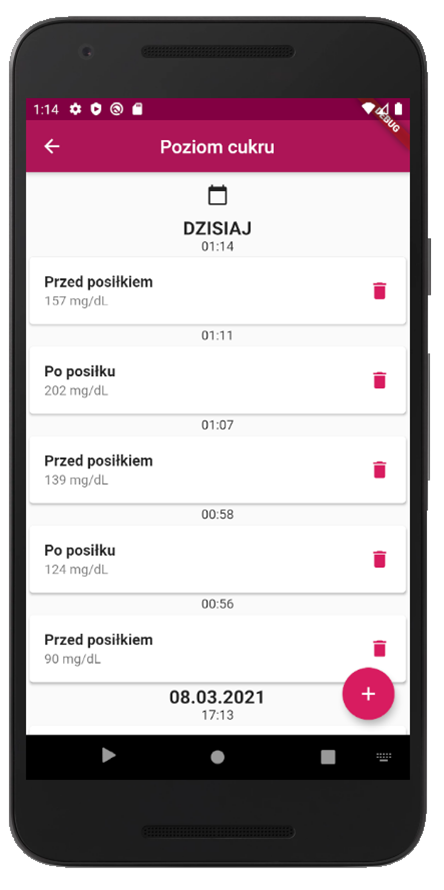 1:14
DEBUG
Poziom cukru
DZISIAJ
01:14
Przed posiłkiem
157 mg/dL
01:11
Po posiłku
202 mg/dL
01:07
Przed posiłkiem
139 mg/dL
00:58
Po posiłku
124 mg/dL
00:56
Przed posiłkiem
90 mg/dL
+
08.03.2021
17:13